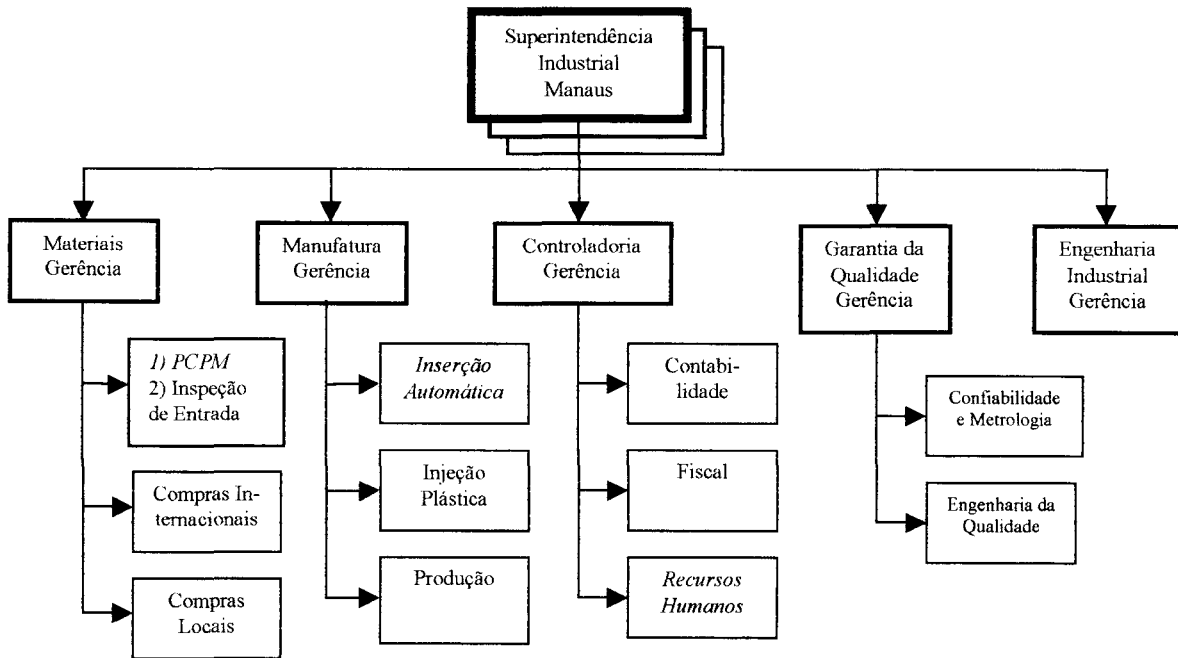 Superintendência
Industrial
Manaus
Materiais
Gerência
Manufatura
Gerência
Controladoria
Gerência
Garantia da
Qualidade
Gerência
Engenharia
Industrial
Gerência
1) PCPM
2) Inspeção
de Entrada
Compras In-
ternacionais
Compras
Locais
Inserção
Automática
Injeção
Plástica
Produção
Contabi-
lidade
Fiscal
Recursos
Humanos
Confiabilidade
e Metrologia
Engenharia da
Qualidade